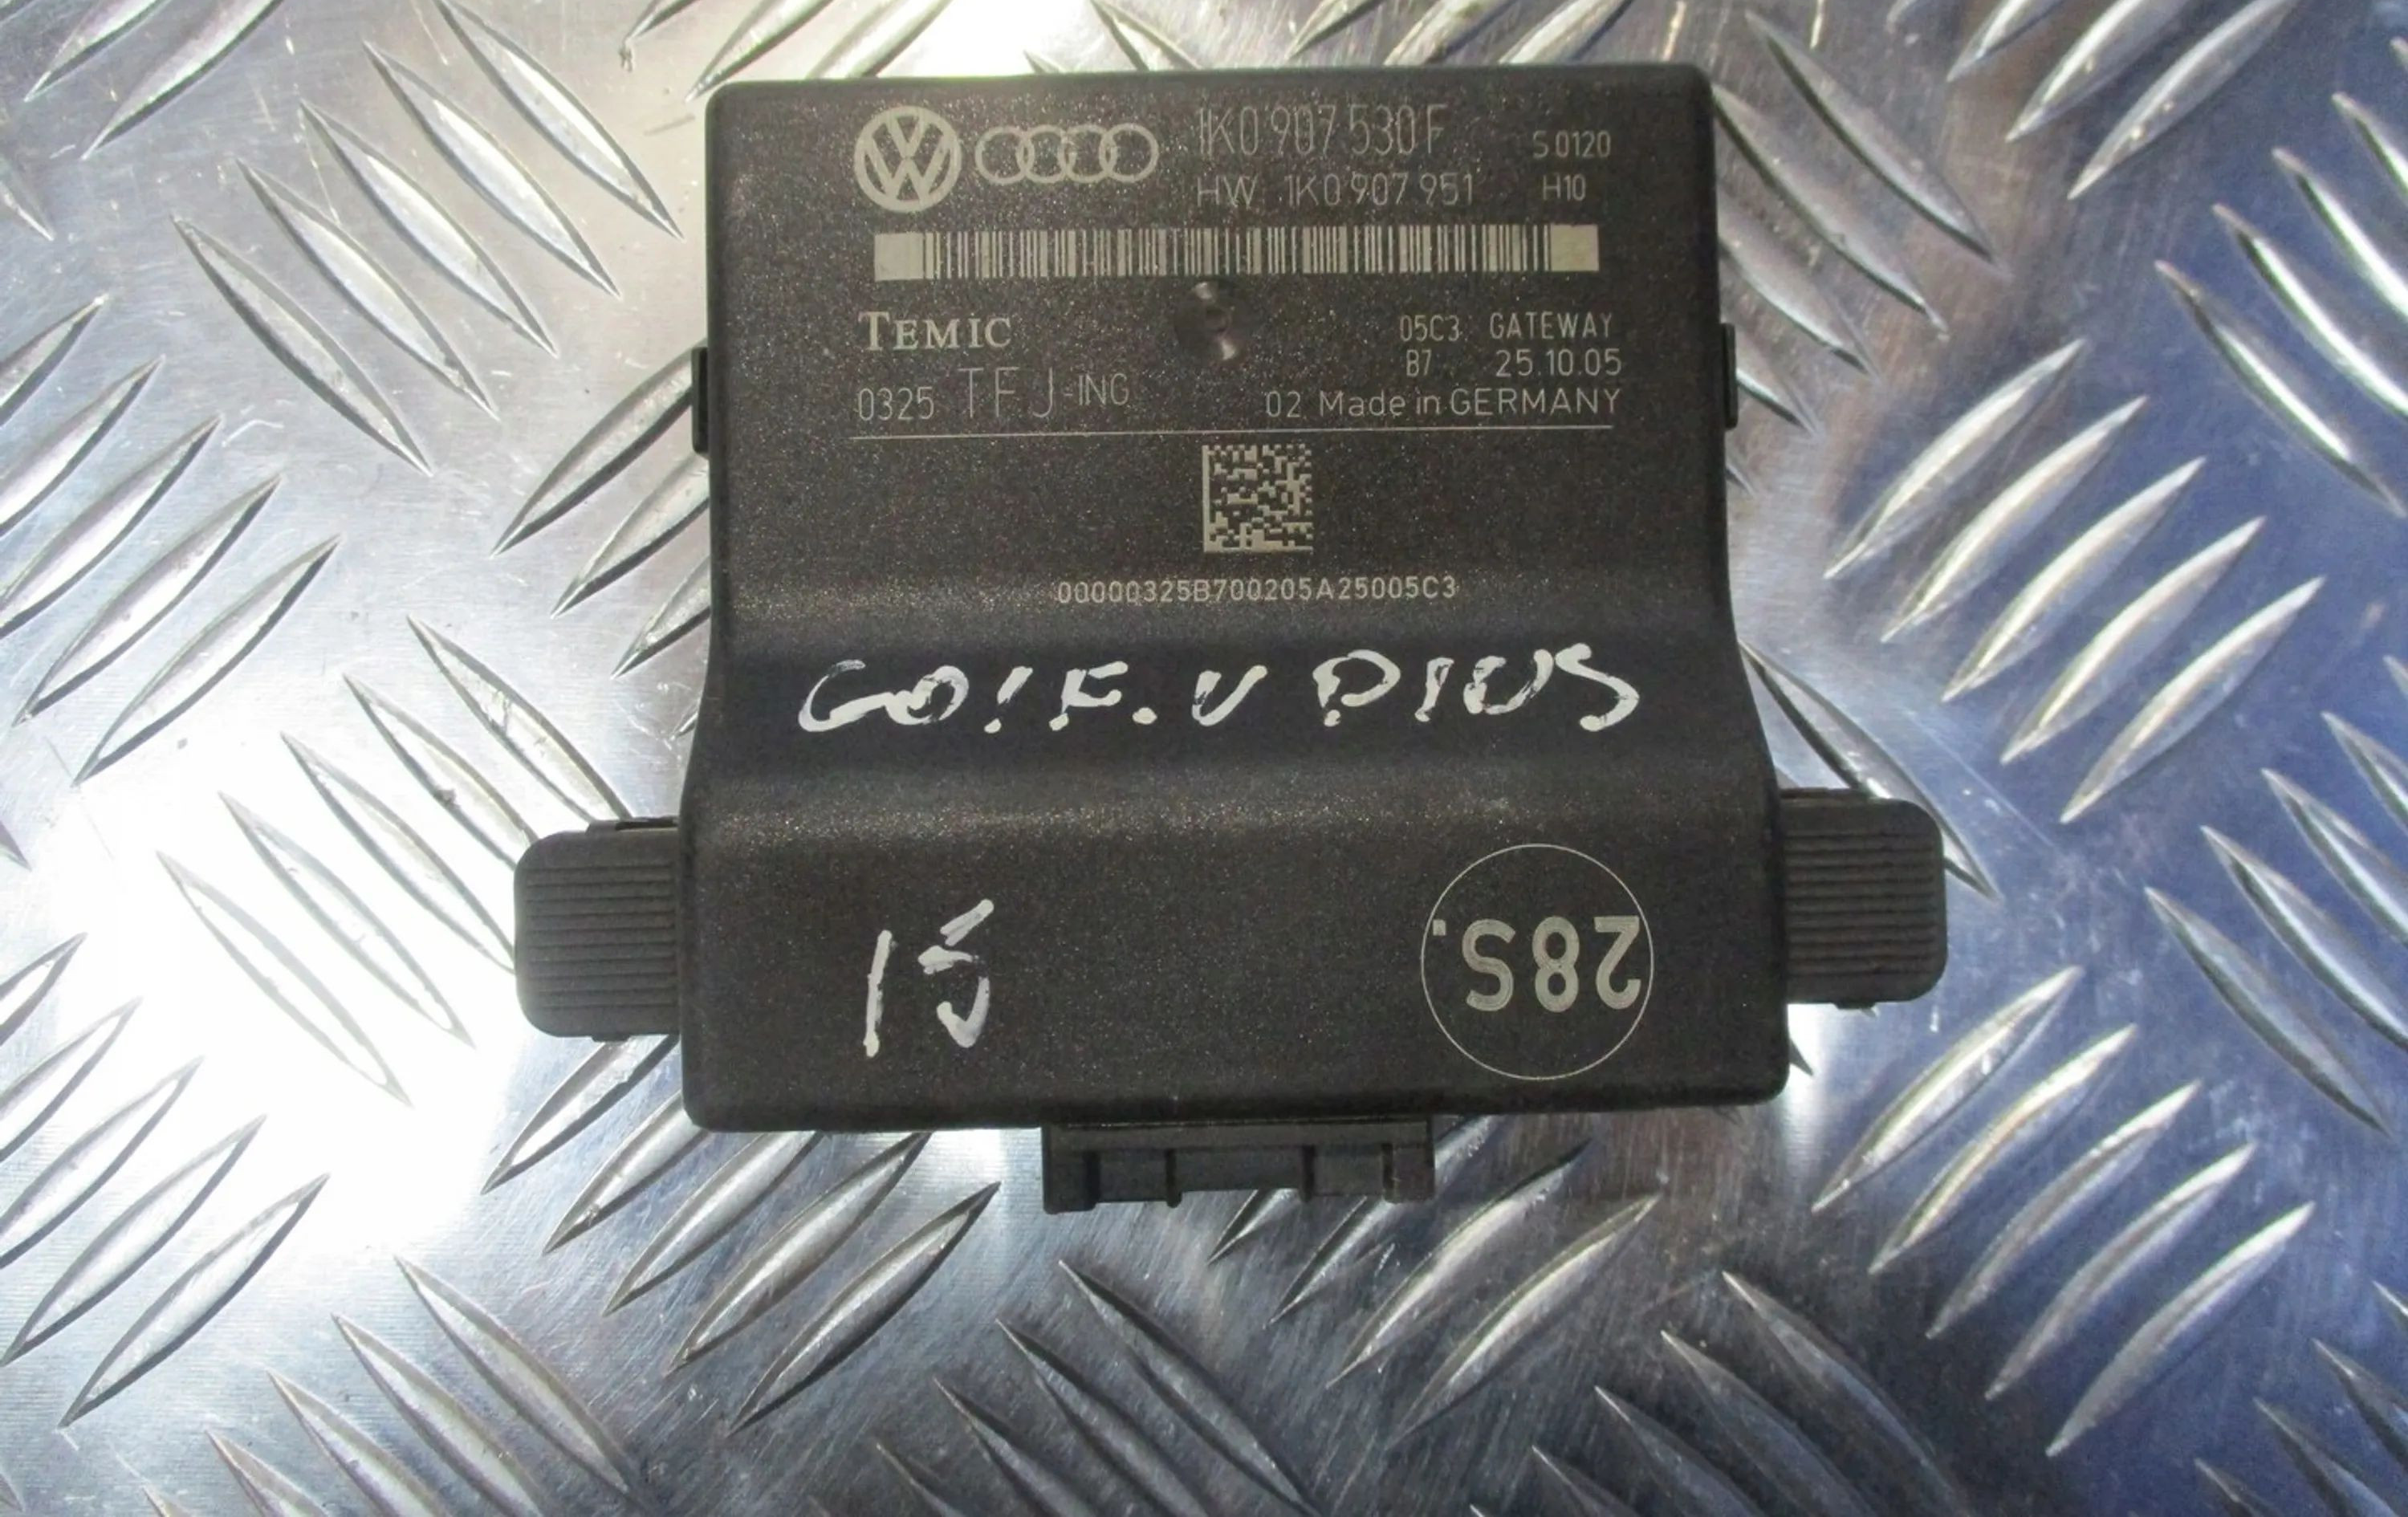 1K0 907 530 F S 0120
HW 1K0 907 951 H10
TEMIC 05C3 GATEWAY
B7 25.10.05
0325 TFJ-ING 02 Made in GERMANY
00000325B700205A25005C3
GOlF.V PlUS
15
28S.